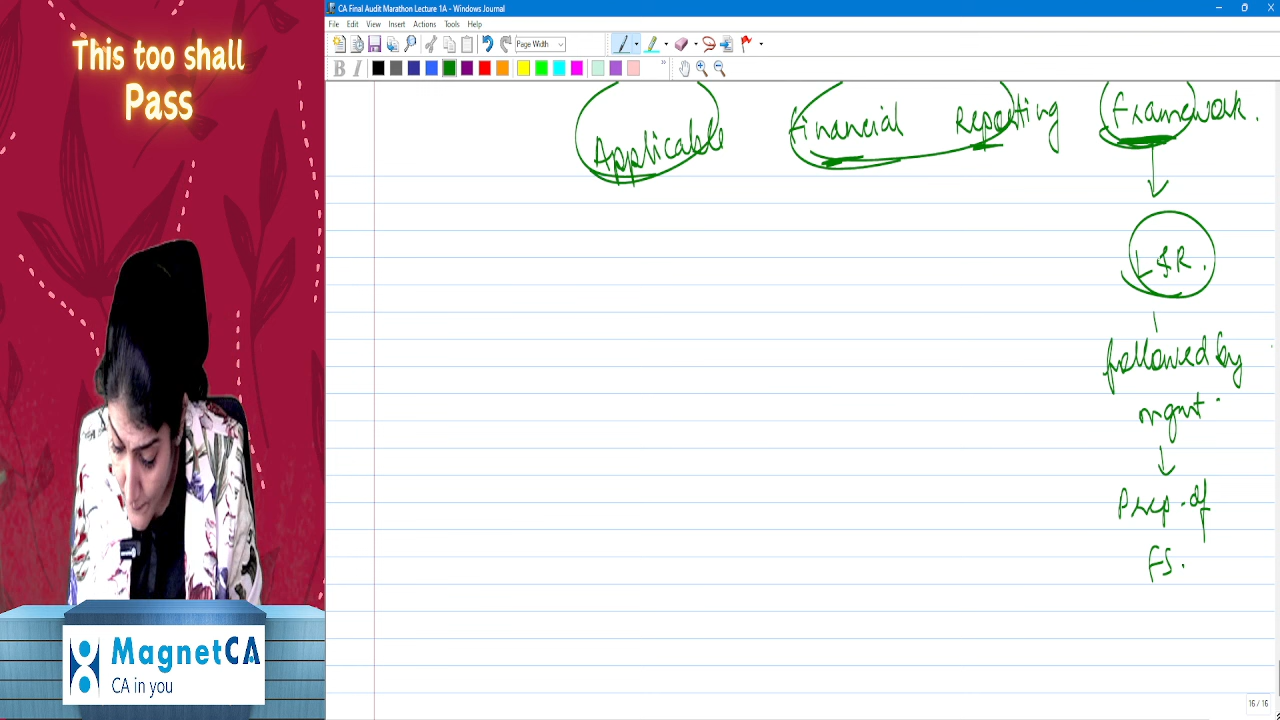 This too shall
Pass
CA Final Audit Marathon Lecture 1A - Windows Journal
File Edit View Insert Actions Tools Help
Page Width
B I
Applicable Financial Reporting Framework.
L&R.
followed by
mgmt.
Prep. of
FS.
MagnetCA
CA in you
16 / 16